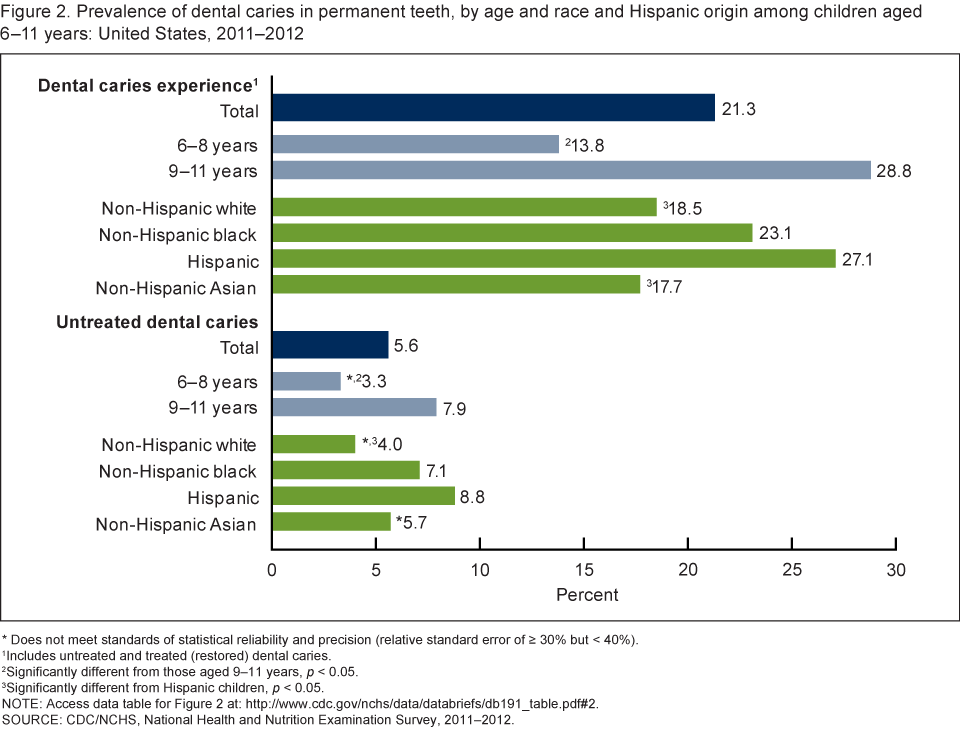 Figure 2. Prevalence of dental caries in permanent teeth, by age and race and Hispanic origin among children aged
6–11 years: United States, 2011–2012
Dental caries experience¹
Total 21.3
6–8 years ²13.8
9–11 years 28.8
Non-Hispanic white ³18.5
Non-Hispanic black 23.1
Hispanic 27.1
Non-Hispanic Asian ³17.7
Untreated dental caries
Total 5.6
6–8 years *,²3.3
9–11 years 7.9
Non-Hispanic white *,³4.0
Non-Hispanic black 7.1
Hispanic 8.8
Non-Hispanic Asian *5.7
0 5 10 15 20 25 30
Percent
* Does not meet standards of statistical reliability and precision (relative standard error of ≥ 30% but < 40%).
¹Includes untreated and treated (restored) dental caries.
²Significantly different from those aged 9–11 years, p < 0.05.
³Significantly different from Hispanic children, p < 0.05.
NOTE: Access data table for Figure 2 at: http://www.cdc.gov/nchs/data/databriefs/db191_table.pdf#2.
SOURCE: CDC/NCHS, National Health and Nutrition Examination Survey, 2011–2012.